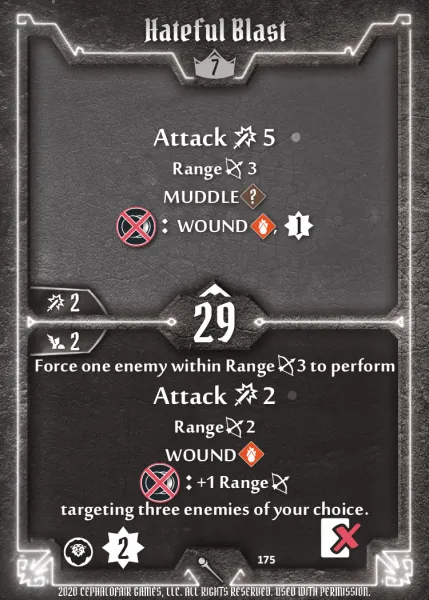 Hateful Blast
7
Attack 5
Range 3
MUDDLE ?
: WOUND , 1
2
29
2
Force one enemy within Range 3 to perform
Attack 2
Range 2
WOUND
: +1 Range
targeting three enemies of your choice.
2
175
2020 CEPHALOFAIR GAMES, LLC. ALL RIGHTS RESERVED. USED WITH PERMISSION.